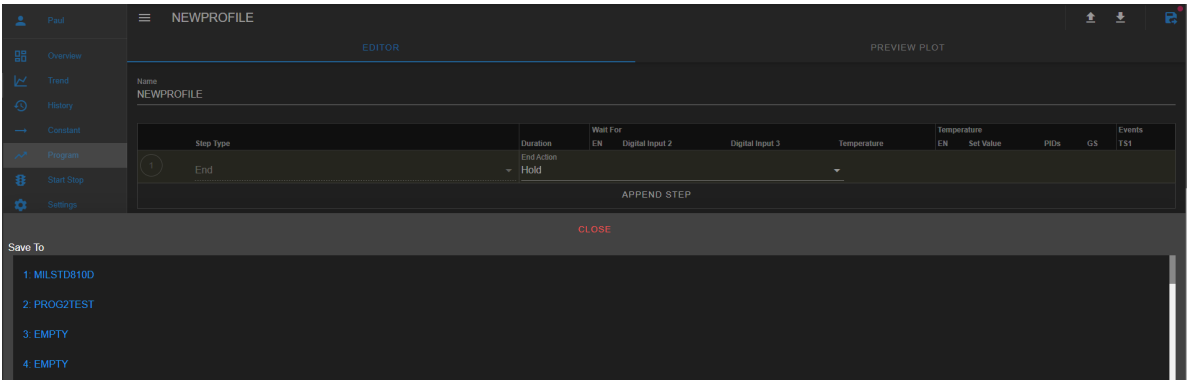 Paul
NEWPROFILE
Overview
Trend
History
Constant
Program
Start Stop
Settings
EDITOR
PREVIEW PLOT
Name
NEWPROFILE
Wait For
Temperature
Events
Step Type
Duration
EN
Digital Input 2
Digital Input 3
Temperature
EN
Set Value
PIDs
GS
TS1
1
End
End Action
Hold
APPEND STEP
CLOSE
Save To
1: MILSTD810D
2: PROG2TEST
3: EMPTY
4: EMPTY